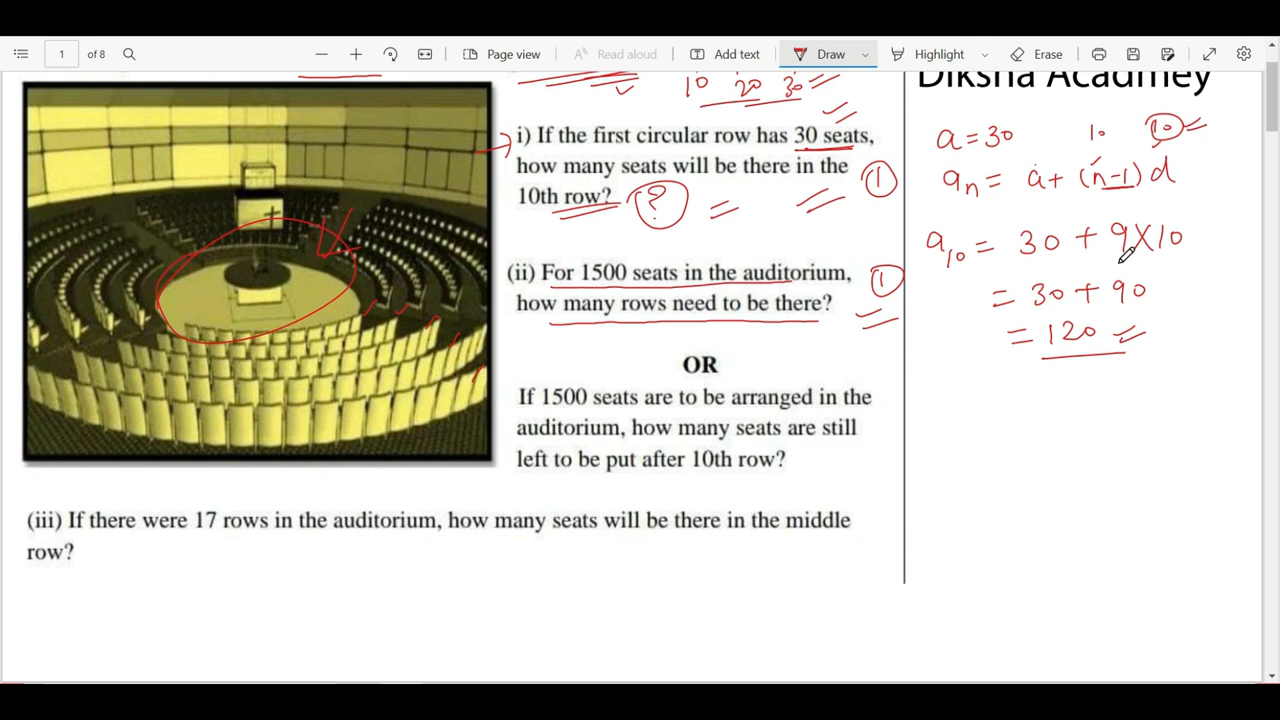 1 of 8
Page view
Read aloud
Add text
Draw
Highlight
Erase
Diksha Acadmey
10 20 30
i) If the first circular row has 30 seats,
how many seats will be there in the
10th row? ?
1
(ii) For 1500 seats in the auditorium,
how many rows need to be there?
1
OR
If 1500 seats are to be arranged in the
auditorium, how many seats are still
left to be put after 10th row?
(iii) If there were 17 rows in the auditorium, how many seats will be there in the middle
row?
a = 30 10 10
an = a + (n-1) d
a10 = 30 + 9 X 10
= 30 + 90
= 120